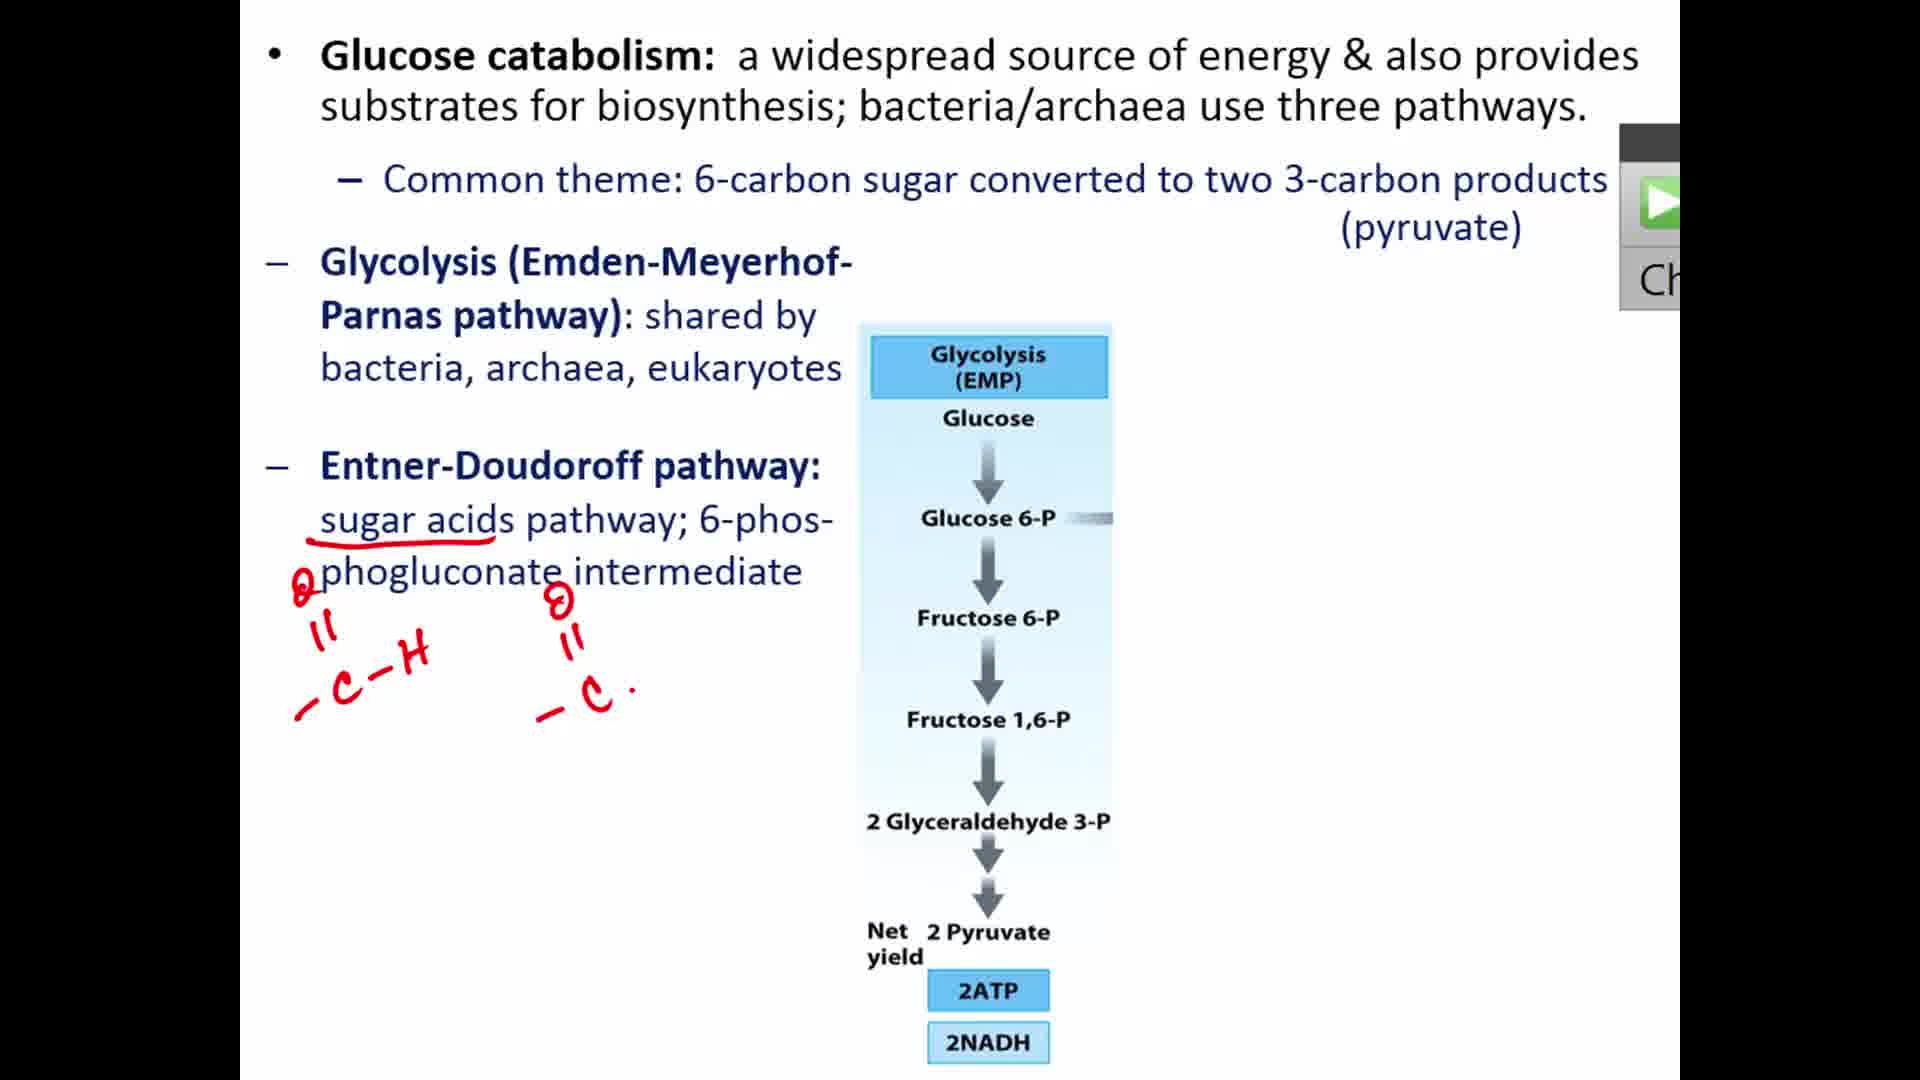 • Glucose catabolism: a widespread source of energy & also provides
substrates for biosynthesis; bacteria/archaea use three pathways.
– Common theme: 6-carbon sugar converted to two 3-carbon products
(pyruvate)
– Glycolysis (Emden-Meyerhof-
Parnas pathway): shared by
bacteria, archaea, eukaryotes
– Entner-Doudoroff pathway:
sugar acids pathway; 6-phos-
phogluconate intermediate
O
=
–C–H
O
=
–C
Glycolysis
(EMP)
Glucose
Glucose 6-P
Fructose 6-P
Fructose 1,6-P
2 Glyceraldehyde 3-P
Net 2 Pyruvate
yield
2ATP
2NADH
Ch